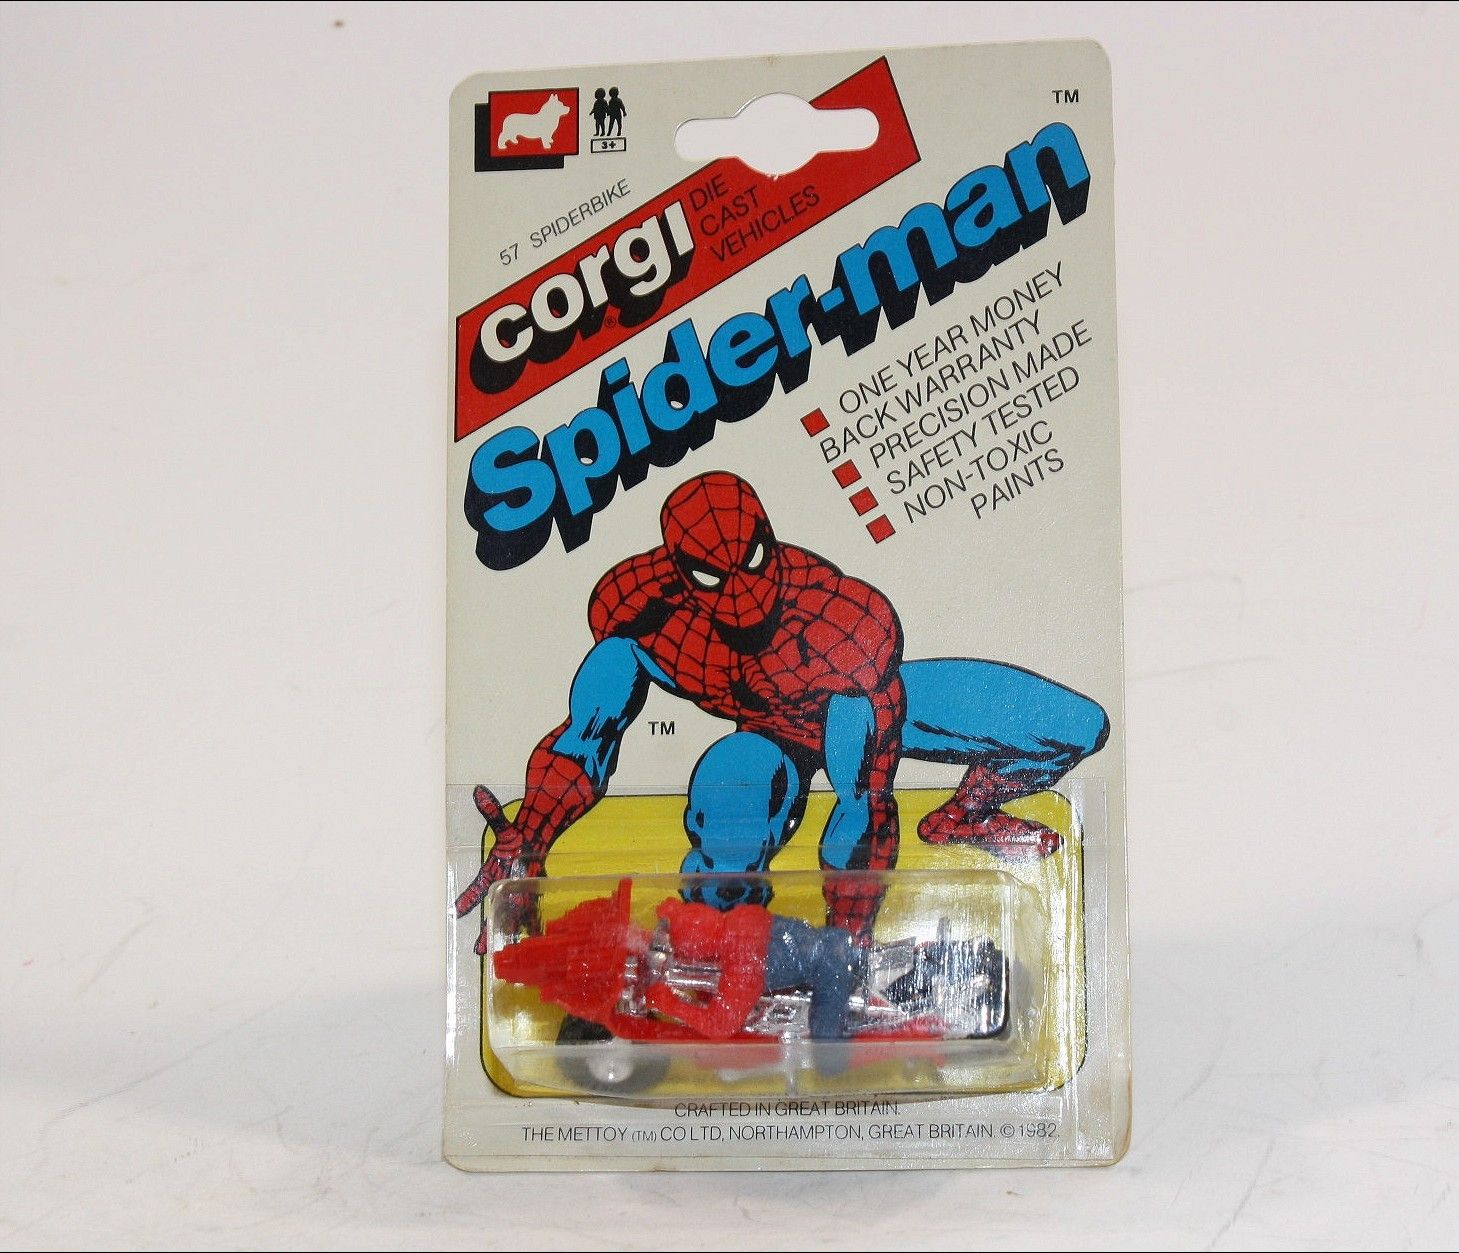 3+
57 SPIDERBIKE
corgi®
DIE
CAST
VEHICLES
TM
Spider-man
ONE YEAR MONEY
BACK WARRANTY
PRECISION MADE
SAFETY TESTED
NON-TOXIC
PAINTS
TM
CRAFTED IN GREAT BRITAIN.
THE METTOY (TM) CO LTD, NORTHAMPTON, GREAT BRITAIN. © 1982.